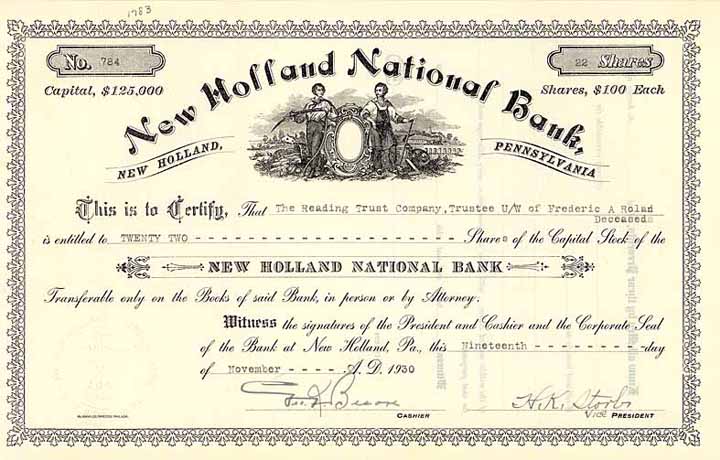 1783
No. 784
22 Shares
Capital, $125,000
Shares, $100 Each
New Holland National Bank,
NEW HOLLAND,
PENNSYLVANIA
This is to Certify, That The Reading Trust Company, Trustee U/W of Frederic A Rolan
Deceased
is entitled to TWENTY TWO - - - - - - - - - - - - - - - - - - Shares of the Capital Stock of the
NEW HOLLAND NATIONAL BANK
Transferable only on the Books of said Bank, in person or by Attorney.
Witness the signatures of the President and Cashier and the Corporate Seal
of the Bank at New Holland, Pa., this Nineteenth - - - - - - - - day
of November - - - - - A. D. 1930
H.K. Storb
CASHIER
Vice PRESIDENT